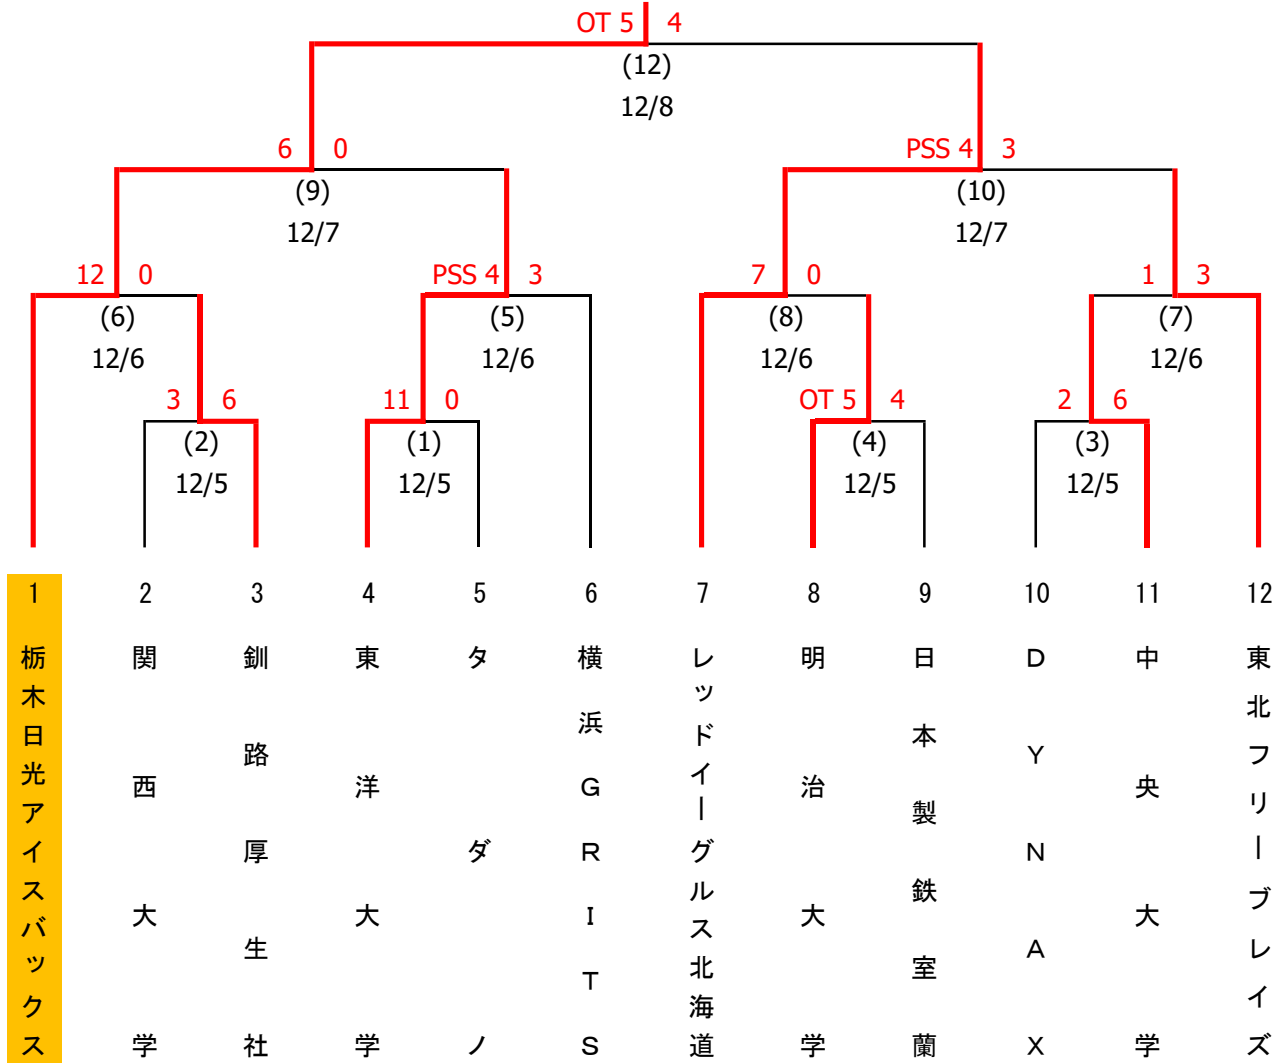 OT 5 4
(12)
12/8
6 0 PSS 4 3
(9) (10)
12/7 12/7
12 0 PSS 4 3 7 0 1 3
(6) (5) (8) (7)
12/6 12/6 12/6 12/6
3 6 11 0 OT 5 4 2 6
(2) (1) (4) (3)
12/5 12/5 12/5 12/5
1 2 3 4 5 6 7 8 9 10 11 12
栃木日光アイスバックス
関西大学
釧路厚生社
東洋大学
タダノ
横浜GRITS
レッドイーグルス北海道
明治大学
日本製鉄室蘭
DYNAX
中央大学
東北フリーブレイズ